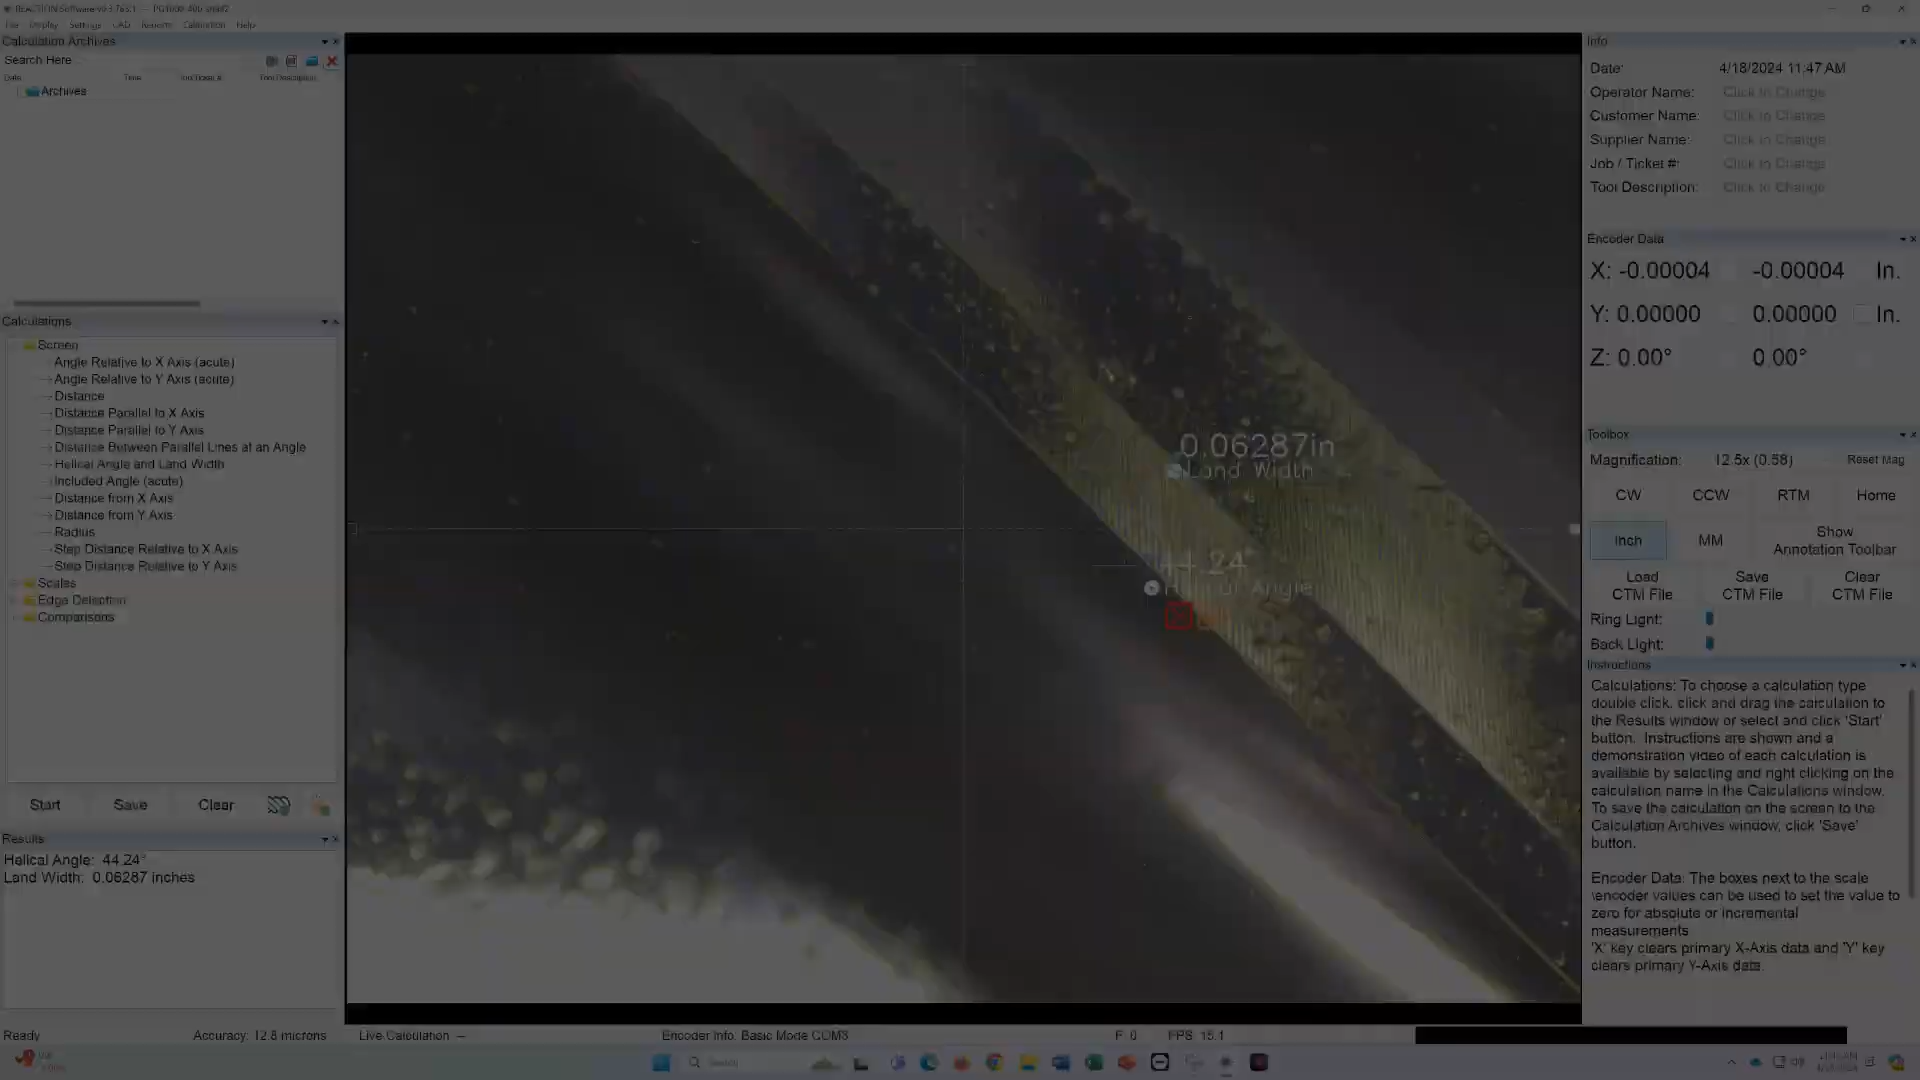 Display Settings CAD Reports Calibration Help
Calculation Archives
Search Here
Date Time Tool Description
Archives
Calculations
Screen
Angle Relative to X Axis (acute)
Angle Relative to Y Axis (acute)
Distance
Distance Parallel to X Axis
Distance Parallel to Y Axis
Distance Between Parallel Lines at an Angle
Helical Angle and Land Width
Included Angle (acute)
Distance from X Axis
Distance from Y Axis
Radius
Step Distance Relative to X Axis
Step Distance Relative to Y Axis
Scales
Edge Detection
Comparisons
Start Save Clear
Results
Helical Angle: 44.24°
Land Width: 0.06287 inches
0.06287in
Land Width
44.24°
Helical Angle
Info
Date: 4/18/2024 11:47 AM
Operator Name: Click to Change
Customer Name: Click to Change
Supplier Name: Click to Change
Job / Ticket #: Click to Change
Tool Description: Click to Change
Encoder Data
X: -0.00004 -0.00004 In.
Y: 0.00000 0.00000 In.
Z: 0.00° 0.00°
Toolbox
Magnification: 12.5x (0.58) Reset Mag
CW CCW RTM Home
Inch MM Show Annotation Toolbar
Load CTM File Save CTM File Clear CTM File
Ring Light:
Back Light:
Instructions
Calculations: To choose a calculation type
double click, click and drag the calculation to
the Results window or select and click 'Start'
button. Instructions are shown and a
demonstration video of each calculation is
available by selecting and right clicking on the
calculation name in the Calculations window.
To save the calculation on the screen to the
Calculation Archives window, click 'Save'
button.
Encoder Data: The boxes next to the scale
\encoder values can be used to set the value to
zero for absolute or incremental
measurements
'X' key clears primary X-Axis data and 'Y' key
clears primary Y-Axis data.
Ready Accuracy: 12.8 microns Live Calculation -- Encoder Info: Basic Mode COM3 F: 0 FPS: 15.1
Search